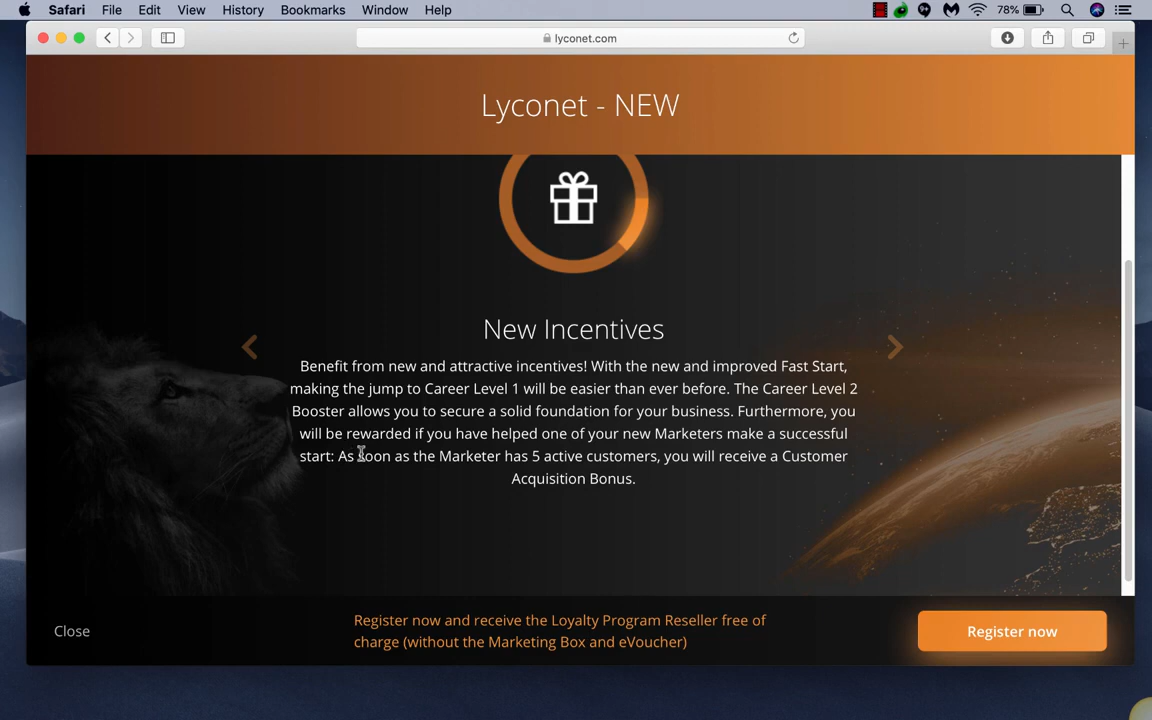 Safari File Edit View History Bookmarks Window Help 78%
lyconet.com
Lyconet - NEW
New Incentives
Benefit from new and attractive incentives! With the new and improved Fast Start,
making the jump to Career Level 1 will be easier than ever before. The Career Level 2
Booster allows you to secure a solid foundation for your business. Furthermore, you
will be rewarded if you have helped one of your new Marketers make a successful
start: As soon as the Marketer has 5 active customers, you will receive a Customer
Acquisition Bonus.
Close
Register now and receive the Loyalty Program Reseller free of
charge (without the Marketing Box and eVoucher)
Register now